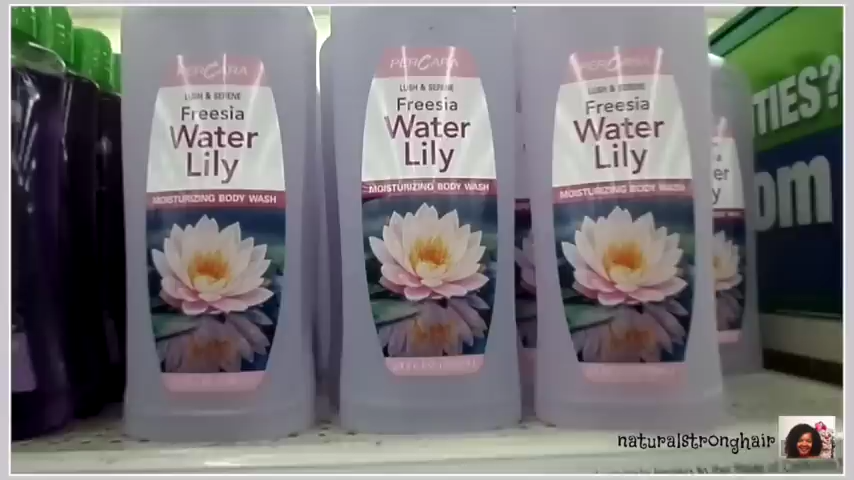 PERCARA
LUSH & SERENE
Freesia
Water
Lily
MOISTURIZING BODY WASH
PERCARA
LUSH & SERENE
Freesia
Water
Lily
MOISTURIZING BODY WASH
PERCARA
LUSH & SERENE
Freesia
Water
Lily
MOISTURIZING BODY WASH
er
y
TIES?
om
naturalstronghair